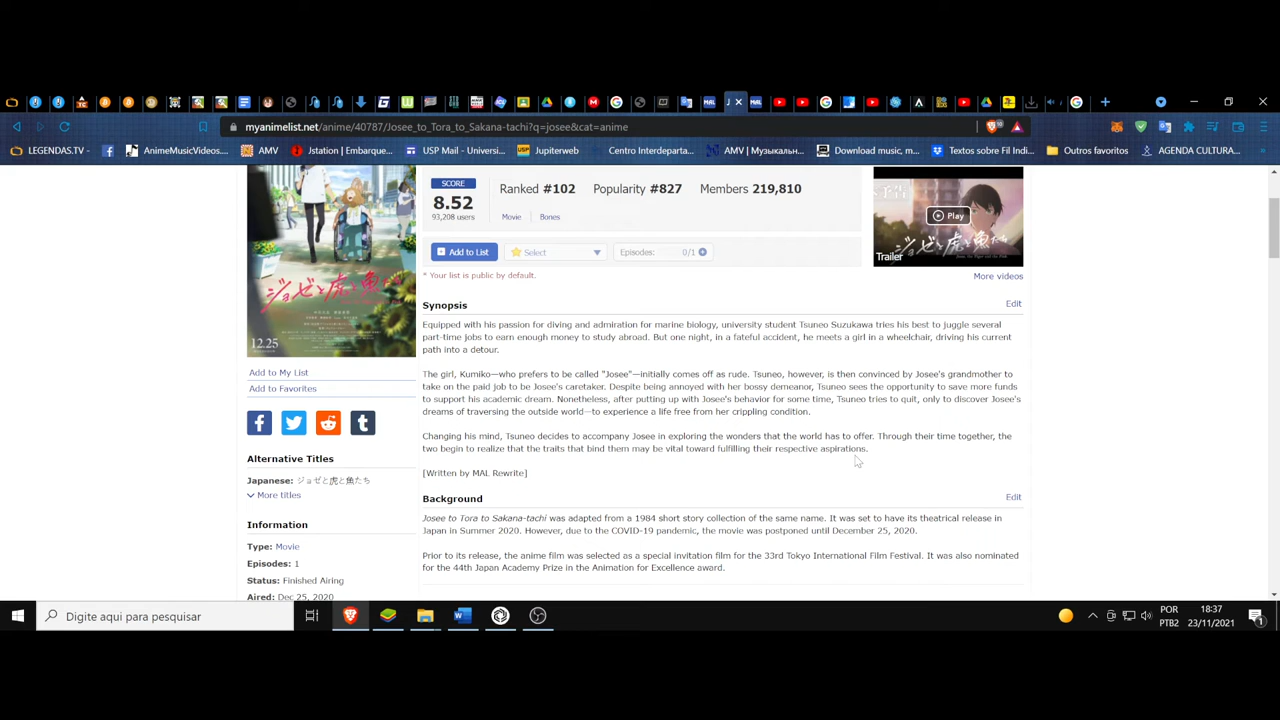 myanimelist.net/anime/40787/Josee_to_Tora_to_Sakana-tachi?q=josee&cat=anime
LEGENDAS.TV -
AnimeMusicVideos...
AMV
Jstation | Embarque...
USP Mail - Universi...
Jupiterweb
Centro Interdeparta...
AMV | Музыкальн...
Download music, m...
Textos sobre Fil Indi...
Outros favoritos
AGENDA CULTURA...
SCORE
8.52
93,208 users
Ranked #102
Popularity #827
Members 219,810
Movie
Bones
Play
Trailer
ジョゼと虎と魚たち
More videos
Add to List
Select
Episodes: 0/1
* Your list is public by default.
ジョゼと虎と魚たち
12.25
Synopsis
Edit
Equipped with his passion for diving and admiration for marine biology, university student Tsuneo Suzukawa tries his best to juggle several
part-time jobs to earn enough money to study abroad. But one night, in a fateful accident, he meets a girl in a wheelchair, driving his current
path into a detour.
The girl, Kumiko—who prefers to be called "Josee"—initially comes off as rude. Tsuneo, however, is then convinced by Josee's grandmother to
take on the paid job to be Josee's caretaker. Despite being annoyed with her bossy demeanor, Tsuneo sees the opportunity to save more funds
to support his academic dream. Nonetheless, after putting up with Josee's behavior for some time, Tsuneo tries to quit, only to discover Josee's
dreams of traversing the outside world—to experience a life free from her crippling condition.
Changing his mind, Tsuneo decides to accompany Josee in exploring the wonders that the world has to offer. Through their time together, the
two begin to realize that the traits that bind them may be vital toward fulfilling their respective aspirations.
[Written by MAL Rewrite]
Background
Edit
Josee to Tora to Sakana-tachi was adapted from a 1984 short story collection of the same name. It was set to have its theatrical release in
Japan in Summer 2020. However, due to the COVID-19 pandemic, the movie was postponed until December 25, 2020.
Prior to its release, the anime film was selected as a special invitation film for the 33rd Tokyo International Film Festival. It was also nominated
for the 44th Japan Academy Prize in the Animation for Excellence award.
Add to My List
Add to Favorites
Alternative Titles
Japanese: ジョゼと虎と魚たち
More titles
Information
Type: Movie
Episodes: 1
Status: Finished Airing
Aired: Dec 25, 2020
Digite aqui para pesquisar
POR
PTB2
18:37
23/11/2021